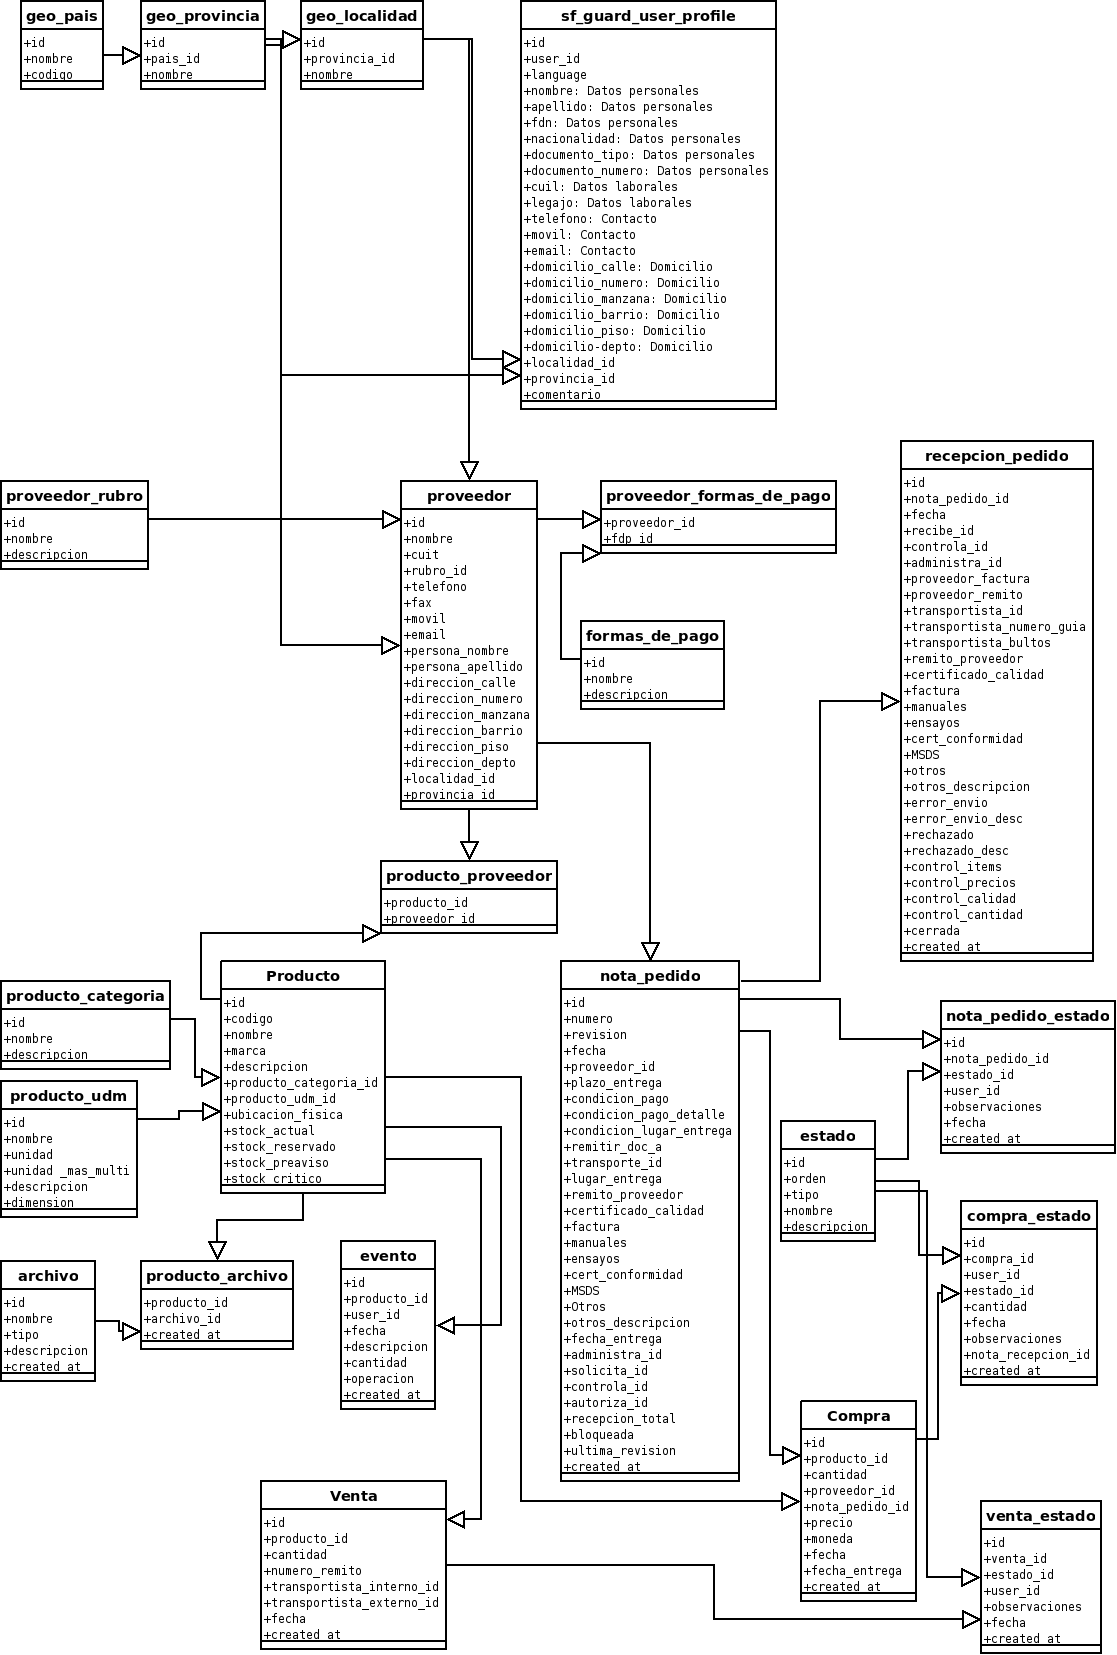 geo_pais
+id
+nombre
+codigo
geo_provincia
+id
+pais_id
+nombre
geo_localidad
+id
+provincia_id
+nombre
sf_guard_user_profile
+id
+user_id
+language
+nombre: Datos personales
+apellido: Datos personales
+fdn: Datos personales
+nacionalidad: Datos personales
+documento_tipo: Datos personales
+documento_numero: Datos personales
+cuil: Datos laborales
+legajo: Datos laborales
+telefono: Contacto
+movil: Contacto
+email: Contacto
+domicilio_calle: Domicilio
+domicilio_numero: Domicilio
+domicilio_manzana: Domicilio
+domicilio_barrio: Domicilio
+domicilio_piso: Domicilio
+domicilio-depto: Domicilio
+localidad_id
+provincia_id
+comentario
proveedor_rubro
+id
+nombre
+descripcion
proveedor
+id
+nombre
+cuit
+rubro_id
+telefono
+fax
+movil
+email
+persona_nombre
+persona_apellido
+direccion_calle
+direccion_numero
+direccion_manzana
+direccion_barrio
+direccion_piso
+direccion_depto
+localidad_id
+provincia_id
proveedor_formas_de_pago
+proveedor_id
+fdp_id
formas_de_pago
+id
+nombre
+descripcion
recepcion_pedido
+id
+nota_pedido_id
+fecha
+recibe_id
+controla_id
+administra_id
+proveedor_factura
+proveedor_remito
+transportista_id
+transportista_numero_guia
+transportista_bultos
+remito_proveedor
+certificado_calidad
+factura
+manuales
+ensayos
+cert_conformidad
+MSDS
+otros
+otros_descripcion
+error_envio
+error_envio_desc
+rechazado
+rechazado_desc
+control_items
+control_precios
+control_calidad
+control_cantidad
+cerrada
+created_at
producto_proveedor
+producto_id
+proveedor_id
producto_categoria
+id
+nombre
+descripcion
Producto
+id
+codigo
+nombre
+marca
+descripcion
+producto_categoria_id
+producto_udm_id
+ubicacion_fisica
+stock_actual
+stock_reservado
+stock_preaviso
+stock_critico
producto_udm
+id
+nombre
+unidad
+unidad _mas_multi
+descripcion
+dimension
nota_pedido
+id
+numero
+revision
+fecha
+proveedor_id
+plazo_entrega
+condicion_pago
+condicion_pago_detalle
+condicion_lugar_entrega
+remitir_doc_a
+transporte_id
+lugar_entrega
+remito_proveedor
+certificado_calidad
+factura
+manuales
+ensayos
+cert_conformidad
+MSDS
+Otros
+otros_descripcion
+fecha_entrega
+administra_id
+solicita_id
+controla_id
+autoriza_id
+recepcion_total
+bloqueada
+ultima_revision
+created_at
nota_pedido_estado
+id
+nota_pedido_id
+estado_id
+user_id
+observaciones
+fecha
+created_at
estado
+id
+orden
+tipo
+nombre
+descripcion
compra_estado
+id
+compra_id
+user_id
+estado_id
+cantidad
+fecha
+observaciones
+nota_recepcion_id
+created_at
archivo
+id
+nombre
+tipo
+descripcion
+created_at
producto_archivo
+producto_id
+archivo_id
+created_at
evento
+id
+producto_id
+user_id
+fecha
+descripcion
+cantidad
+operacion
+created_at
Compra
+id
+producto_id
+cantidad
+proveedor_id
+nota_pedido_id
+precio
+moneda
+fecha
+fecha_entrega
+created_at
Venta
+id
+producto_id
+cantidad
+numero_remito
+transportista_interno_id
+transportista_externo_id
+fecha
+created_at
venta_estado
+id
+venta_id
+estado_id
+user_id
+observaciones
+fecha
+created_at